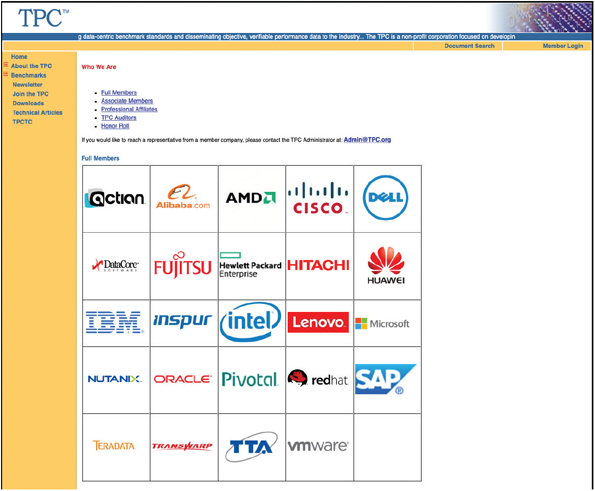 TPC™
g data-centric benchmark standards and disseminating objective, verifiable performance data to the industry... The TPC is a non-profit corporation focused on developin
Document Search
Member Login
Home
About the TPC
Benchmarks
Newsletter
Join the TPC
Downloads
Technical Articles
TPCTC
Who We Are
Full Members
Associate Members
Professional Affiliates
TPC Auditors
Honor Roll
If you would like to reach a representative from a member company, please contact the TPC Administrator at: Admin@TPC.org
Full Members
actian
Alibaba.com
AMD
CISCO
DELL
DataCore
SOFTWARE
FUJITSU
Hewlett Packard
Enterprise
HITACHI
HUAWEI
IBM
inspur
intel
Lenovo
Microsoft
NUTANIX
ORACLE
Pivotal
redhat
SAP
TERADATA
TRANSWARP
TTA
vmware